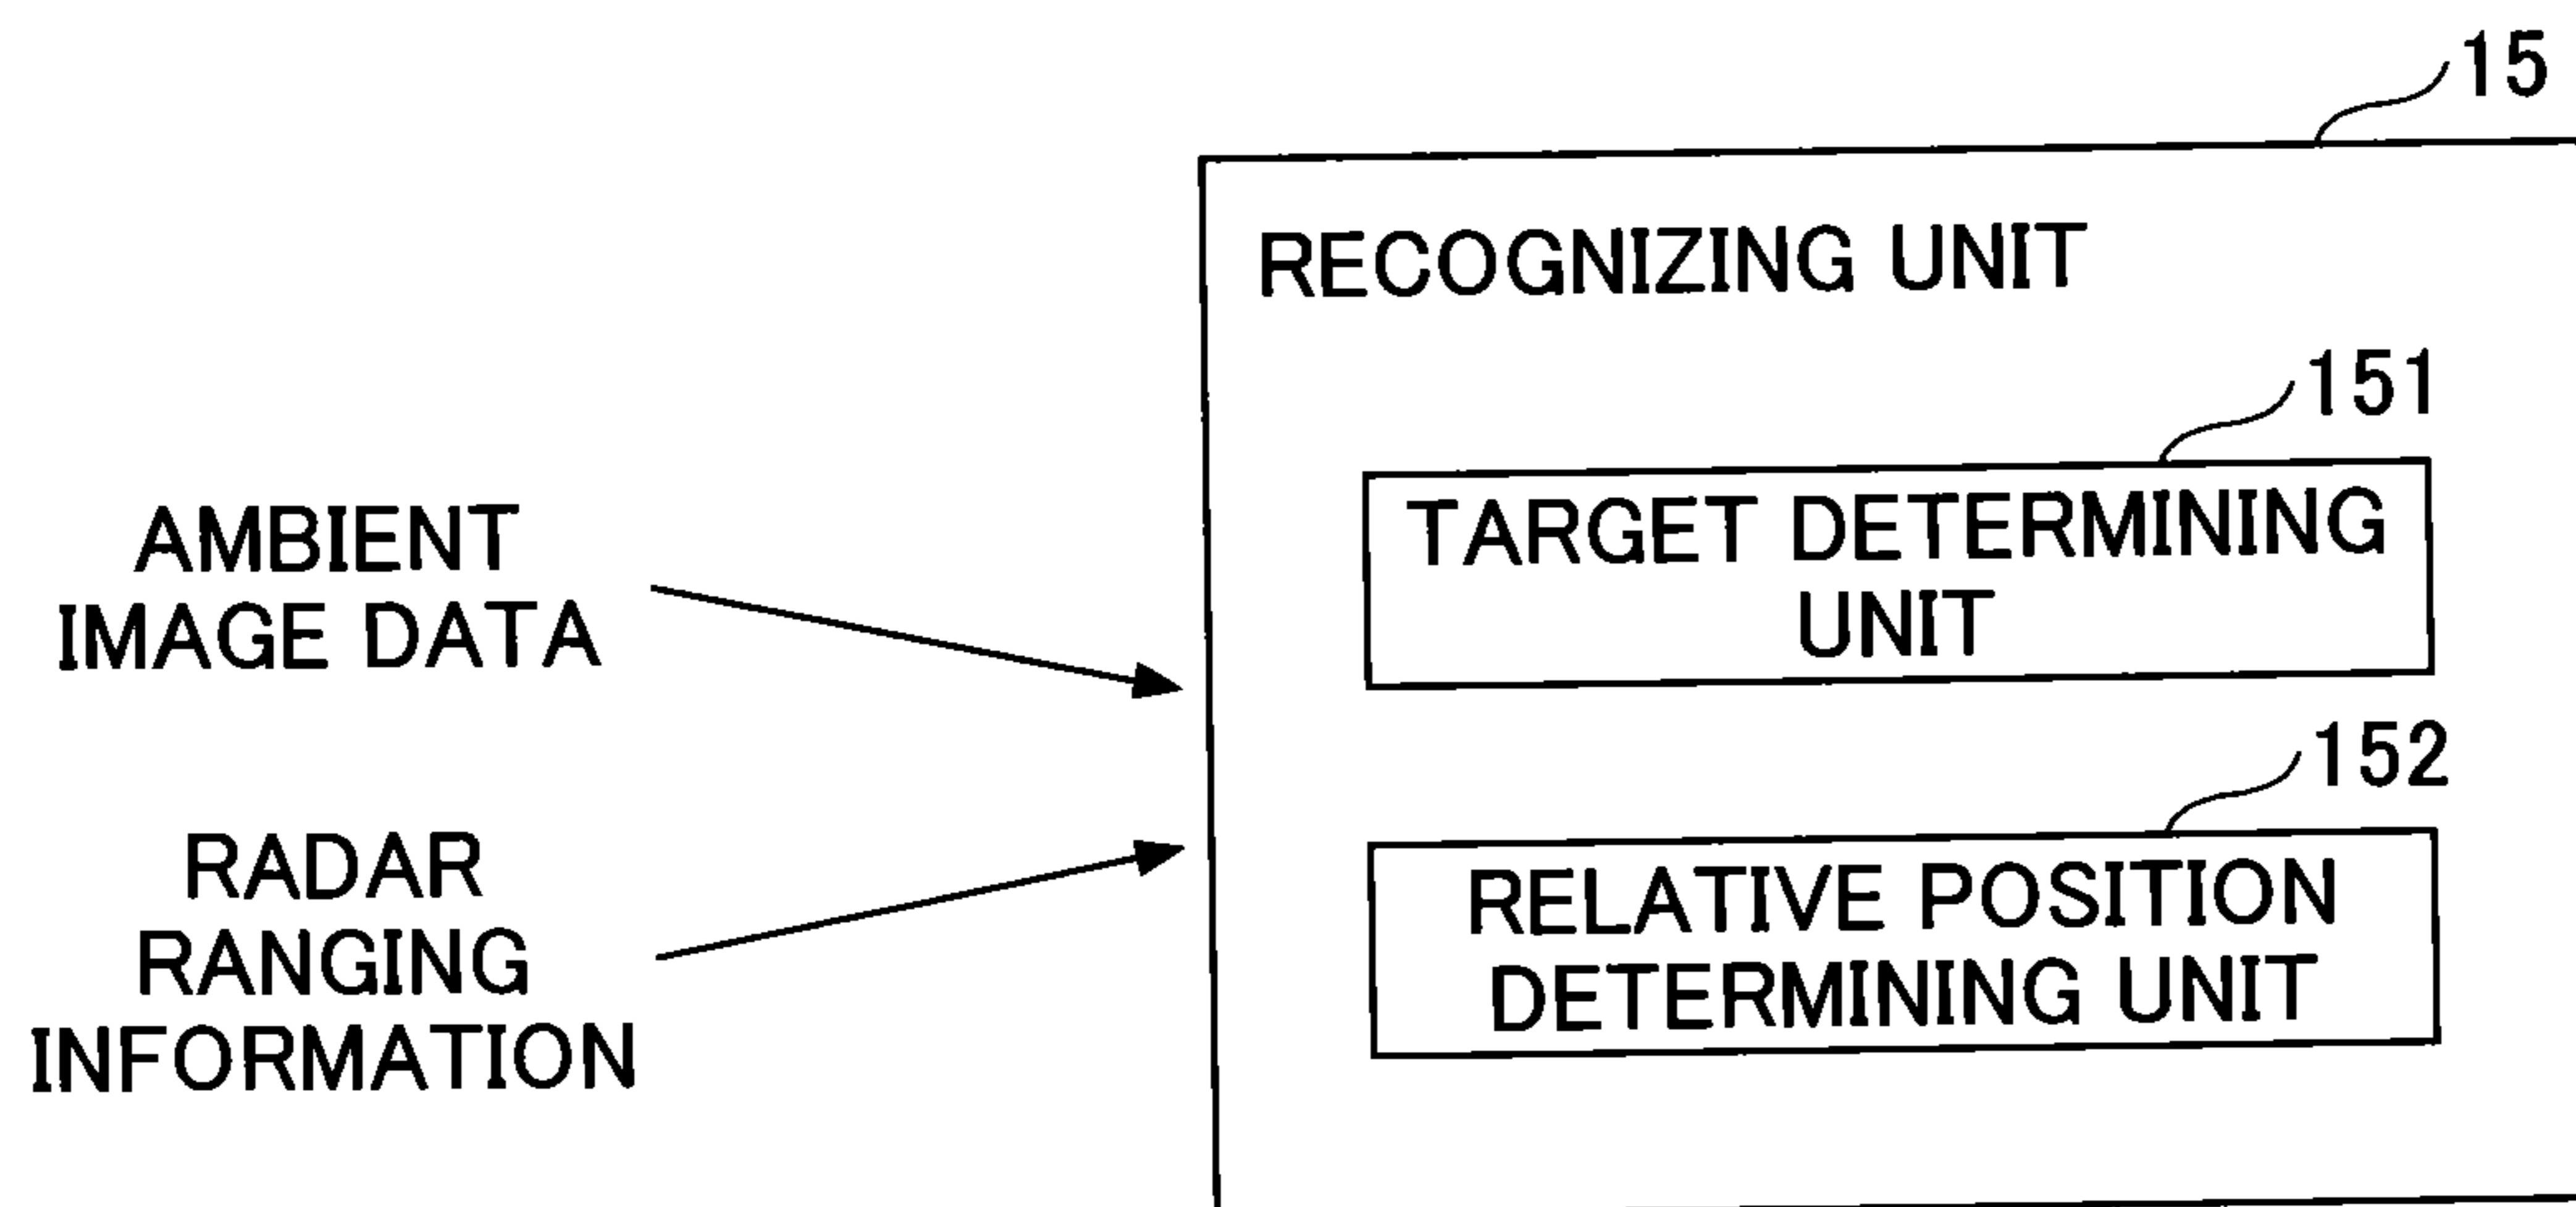 15
RECOGNIZING UNIT
151
TARGET DETERMINING
UNIT
AMBIENT
IMAGE DATA
152
RELATIVE POSITION
DETERMINING UNIT
RADAR
RANGING
INFORMATION